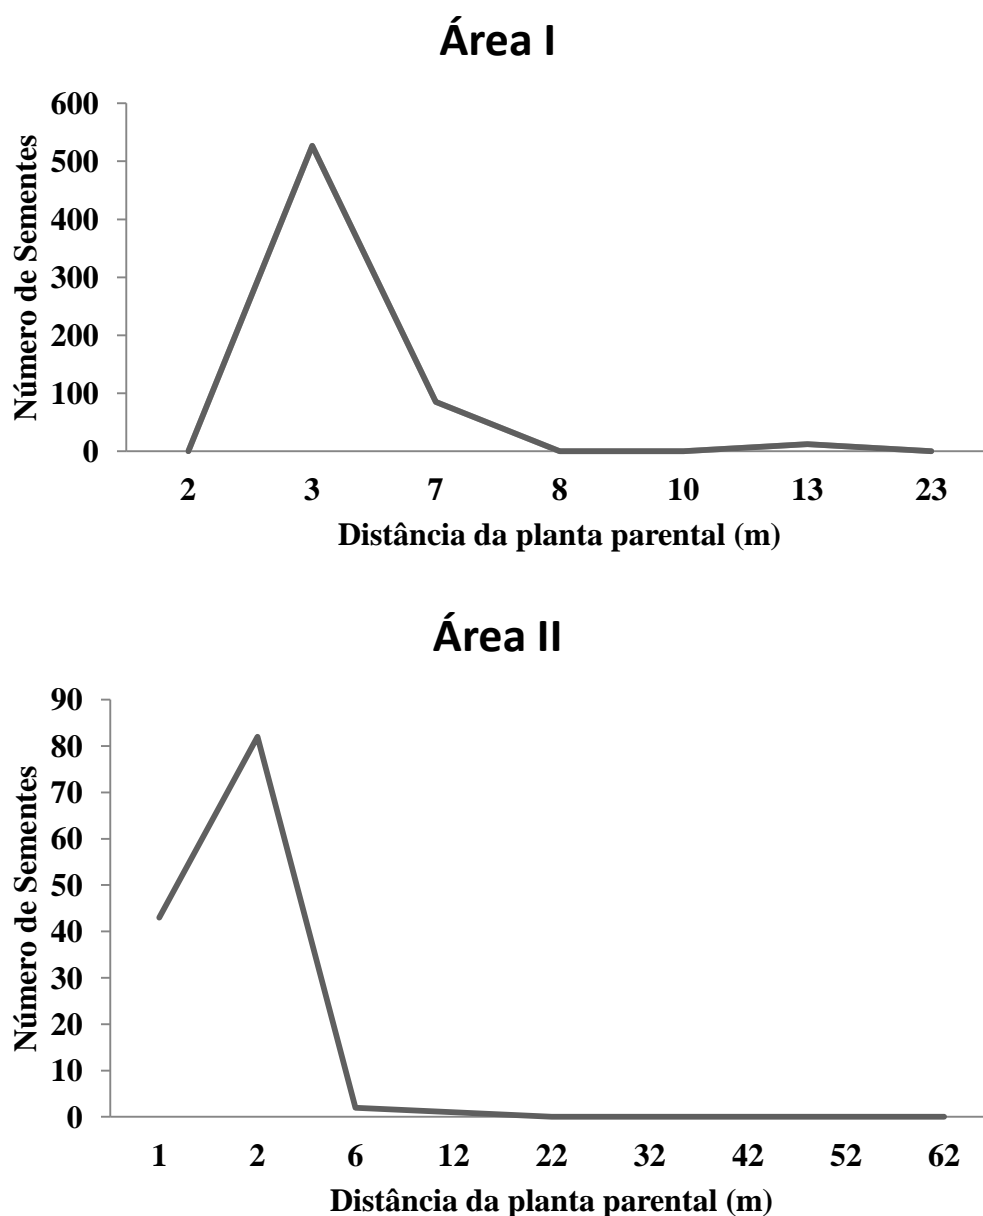 Área I
600
500
400
300
200
100
0
Número de Sementes
2 3 7 8 10 13 23
Distância da planta parental (m)
Área II
90
80
70
60
50
40
30
20
10
0
Número de Sementes
1 2 6 12 22 32 42 52 62
Distância da planta parental (m)